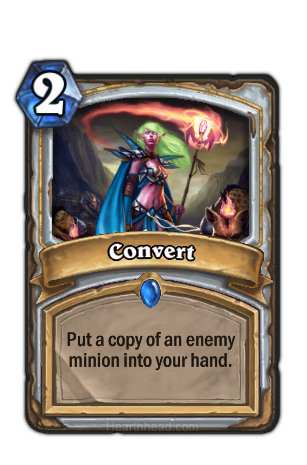 2
Convert
Put a copy of an enemy
minion into your hand.
Hearthhead.com